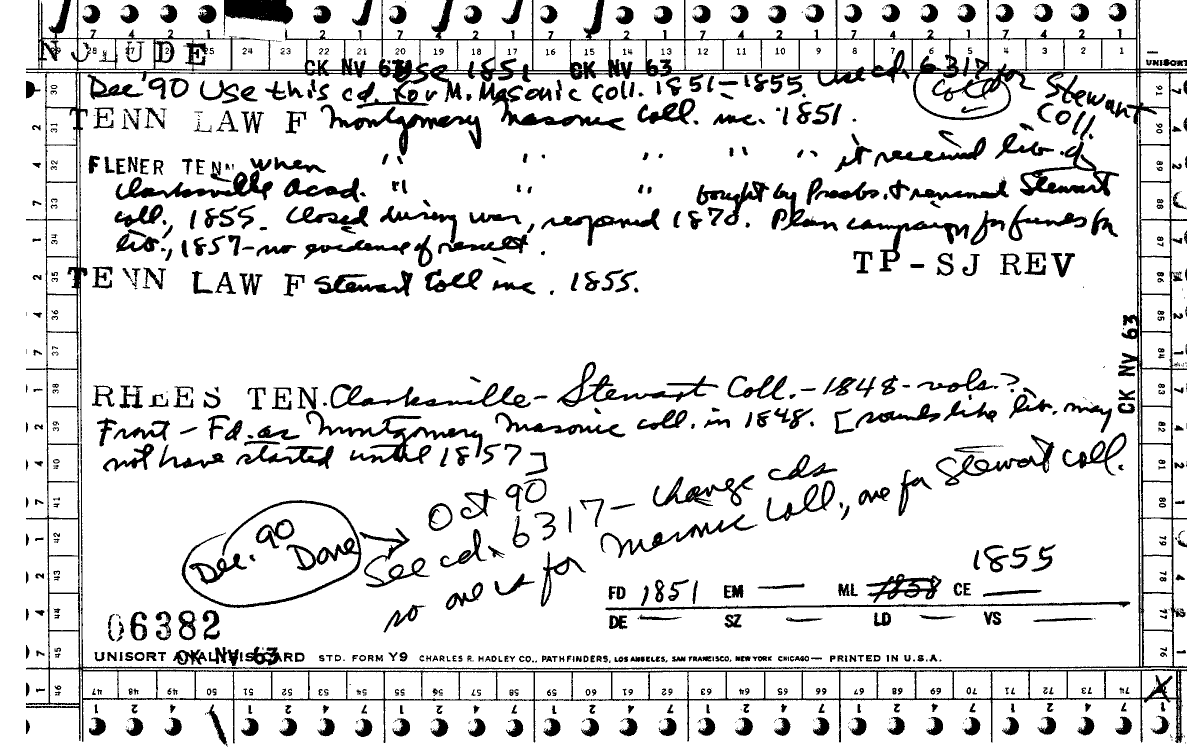 CK NV 63 Use 1851 CK NV 63 Use cd. 6317 for Stewart Coll.
Dec '90 Use this cd. for M. Masonic Coll. 1851-1855.
TENN LAW F Montgomery Masonic Coll. inc. 1851.
FLENER TENN when " " " " " it received lib. of
Clarksville Acad. " " " bought by Presbs. & renamed Stewart
coll., 1855. Closed during war, reopened 1870. Plan campaign for funds for
lib., 1857-no evidence of result.
TP-SJ REV
TENN LAW F Stewart Coll inc. 1855.
CK NV 63
RHEES TEN. Clarksville-Stewart Coll.-1848-vols.?
Front - Fd. as Montgomery Masonic coll. in 1848. [sounds like lib. may
not have started until 1857]
Oct 90
Dec. 90 Done
See cd. 6317 - change cds
so one is for Masonic Coll., one for Stewart Coll.
1855
FD 1851 EM — ML 1858 CE —
DE — SZ — LD — VS —
06382
UNISORT ANALYSIS CARD STD. FORM Y9 CHARLES R. HADLEY CO., PATHFINDERS, LOS ANGELES, SAN FRANCISCO, NEW YORK CHICAGO— PRINTED IN U.S.A.
CK NV 63